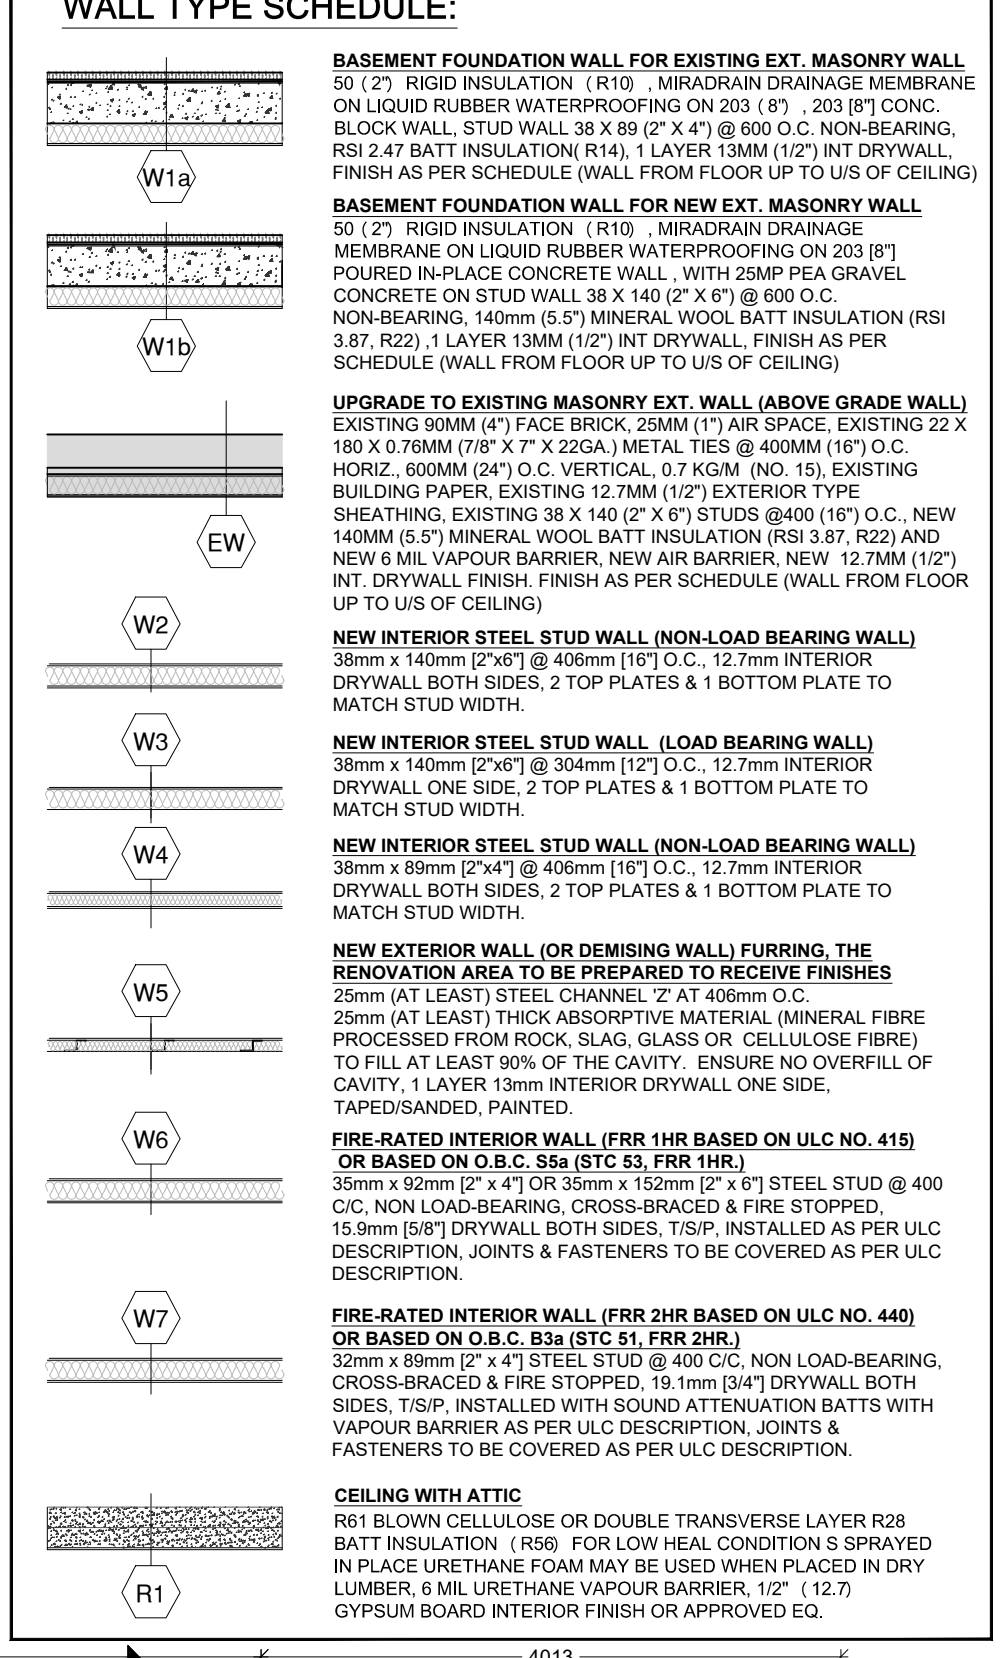 WALL TYPE SCHEDULE:
BASEMENT FOUNDATION WALL FOR EXISTING EXT. MASONRY WALL
50 (2") RIGID INSULATION (R10) , MIRADRAIN DRAINAGE MEMBRANE
ON LIQUID RUBBER WATERPROOFING ON 203 (8") , 203 [8"] CONC.
BLOCK WALL, STUD WALL 38 X 89 (2" X 4") @ 600 O.C. NON-BEARING,
RSI 2.47 BATT INSULATION( R14), 1 LAYER 13MM (1/2") INT DRYWALL,
FINISH AS PER SCHEDULE (WALL FROM FLOOR UP TO U/S OF CEILING)
W1a
BASEMENT FOUNDATION WALL FOR NEW EXT. MASONRY WALL
50 (2") RIGID INSULATION (R10) , MIRADRAIN DRAINAGE
MEMBRANE ON LIQUID RUBBER WATERPROOFING ON 203 [8"]
POURED IN-PLACE CONCRETE WALL , WITH 25MP PEA GRAVEL
CONCRETE ON STUD WALL 38 X 140 (2" X 6") @ 600 O.C.
NON-BEARING, 140mm (5.5") MINERAL WOOL BATT INSULATION (RSI
3.87, R22) ,1 LAYER 13MM (1/2") INT DRYWALL, FINISH AS PER
SCHEDULE (WALL FROM FLOOR UP TO U/S OF CEILING)
W1b
UPGRADE TO EXISTING MASONRY EXT. WALL (ABOVE GRADE WALL)
EXISTING 90MM (4") FACE BRICK, 25MM (1") AIR SPACE, EXISTING 22 X
180 X 0.76MM (7/8" X 7" X 22GA.) METAL TIES @ 400MM (16") O.C.
HORIZ., 600MM (24") O.C. VERTICAL, 0.7 KG/M (NO. 15), EXISTING
BUILDING PAPER, EXISTING 12.7MM (1/2") EXTERIOR TYPE
SHEATHING, EXISTING 38 X 140 (2" X 6") STUDS @400 (16") O.C., NEW
140MM (5.5") MINERAL WOOL BATT INSULATION (RSI 3.87, R22) AND
NEW 6 MIL VAPOUR BARRIER, NEW AIR BARRIER, NEW 12.7MM (1/2")
INT. DRYWALL FINISH. FINISH AS PER SCHEDULE (WALL FROM FLOOR
UP TO U/S OF CEILING)
EW
W2
NEW INTERIOR STEEL STUD WALL (NON-LOAD BEARING WALL)
38mm x 140mm [2"x6"] @ 406mm [16"] O.C., 12.7mm INTERIOR
DRYWALL BOTH SIDES, 2 TOP PLATES & 1 BOTTOM PLATE TO
MATCH STUD WIDTH.
W3
NEW INTERIOR STEEL STUD WALL (LOAD BEARING WALL)
38mm x 140mm [2"x6"] @ 304mm [12"] O.C., 12.7mm INTERIOR
DRYWALL ONE SIDE, 2 TOP PLATES & 1 BOTTOM PLATE TO
MATCH STUD WIDTH.
W4
NEW INTERIOR STEEL STUD WALL (NON-LOAD BEARING WALL)
38mm x 89mm [2"x4"] @ 406mm [16"] O.C., 12.7mm INTERIOR
DRYWALL BOTH SIDES, 2 TOP PLATES & 1 BOTTOM PLATE TO
MATCH STUD WIDTH.
W5
NEW EXTERIOR WALL (OR DEMISING WALL) FURRING, THE
RENOVATION AREA TO BE PREPARED TO RECEIVE FINISHES
25mm (AT LEAST) STEEL CHANNEL 'Z' AT 406mm O.C.
25mm (AT LEAST) THICK ABSORPTIVE MATERIAL (MINERAL FIBRE
PROCESSED FROM ROCK, SLAG, GLASS OR CELLULOSE FIBRE)
TO FILL AT LEAST 90% OF THE CAVITY. ENSURE NO OVERFILL OF
CAVITY, 1 LAYER 13mm INTERIOR DRYWALL ONE SIDE,
TAPED/SANDED, PAINTED.
W6
FIRE-RATED INTERIOR WALL (FRR 1HR BASED ON ULC NO. 415)
OR BASED ON O.B.C. S5a (STC 53, FRR 1HR.)
35mm x 92mm [2" x 4"] OR 35mm x 152mm [2" x 6"] STEEL STUD @ 400
C/C, NON LOAD-BEARING, CROSS-BRACED & FIRE STOPPED,
15.9mm [5/8"] DRYWALL BOTH SIDES, T/S/P, INSTALLED AS PER ULC
DESCRIPTION, JOINTS & FASTENERS TO BE COVERED AS PER ULC
DESCRIPTION.
W7
FIRE-RATED INTERIOR WALL (FRR 2HR BASED ON ULC NO. 440)
OR BASED ON O.B.C. B3a (STC 51, FRR 2HR.)
32mm x 89mm [2" x 4"] STEEL STUD @ 400 C/C, NON LOAD-BEARING,
CROSS-BRACED & FIRE STOPPED, 19.1mm [3/4"] DRYWALL BOTH
SIDES, T/S/P, INSTALLED WITH SOUND ATTENUATION BATTS WITH
VAPOUR BARRIER AS PER ULC DESCRIPTION, JOINTS &
FASTENERS TO BE COVERED AS PER ULC DESCRIPTION.
CEILING WITH ATTIC
R61 BLOWN CELLULOSE OR DOUBLE TRANSVERSE LAYER R28
BATT INSULATION (R56) FOR LOW HEAL CONDITION S SPRAYED
IN PLACE URETHANE FOAM MAY BE USED WHEN PLACED IN DRY
LUMBER, 6 MIL URETHANE VAPOUR BARRIER, 1/2" (12.7)
GYPSUM BOARD INTERIOR FINISH OR APPROVED EQ.
R1
4013